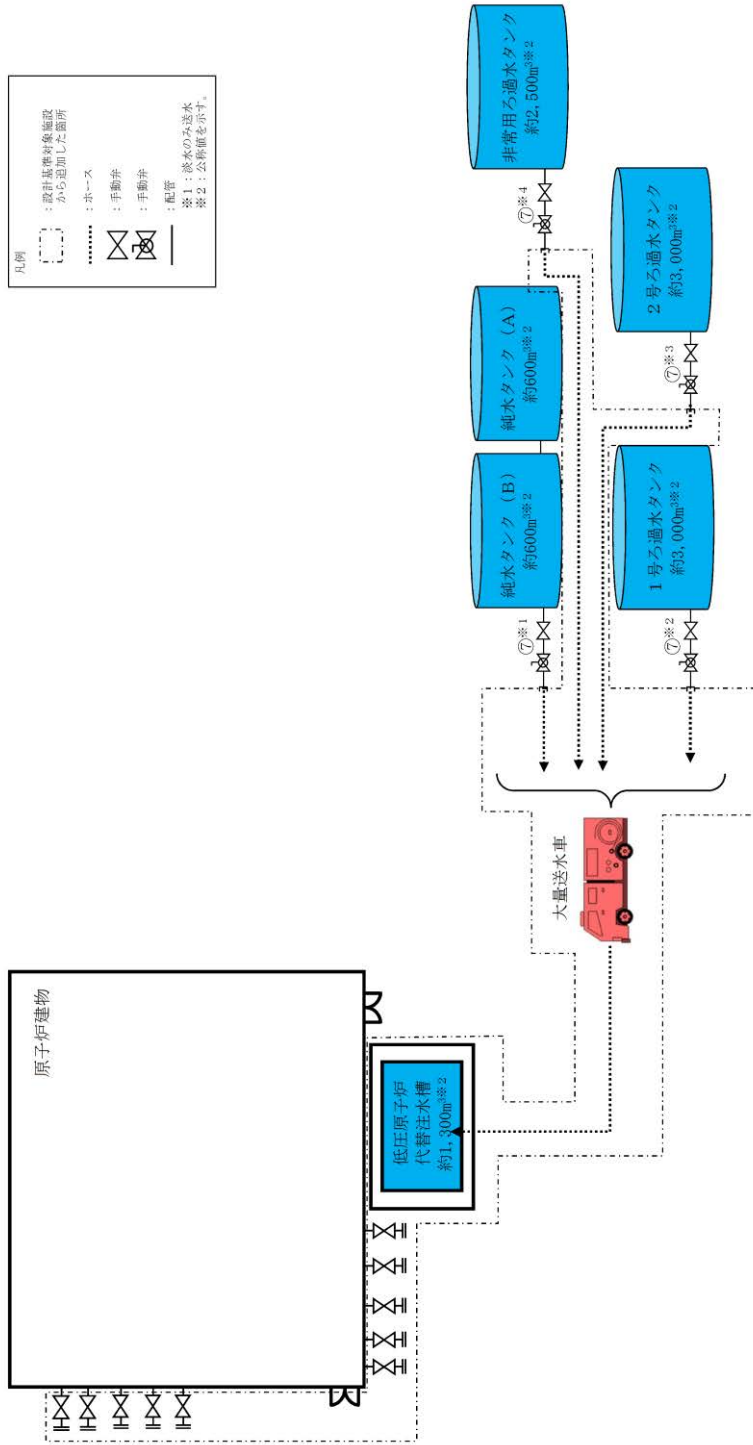 原子炉建物
低圧原子炉
代替注水槽
約1,300m³※2
大量送水車
⑦※1
純水タンク（B）
約600m³※2
純水タンク（A）
約600m³※2
⑦※4
非常用ろ過水タンク
約2,500m³※2
⑦※2
1号ろ過水タンク
約3,000m³※2
⑦※3
2号ろ過水タンク
約3,000m³※2
凡例
：設計基準対象施設
から追加した箇所
：ホース
：手動弁
：手動弁
：配管
※1：淡水のみ送水
※2：公称値を示す。